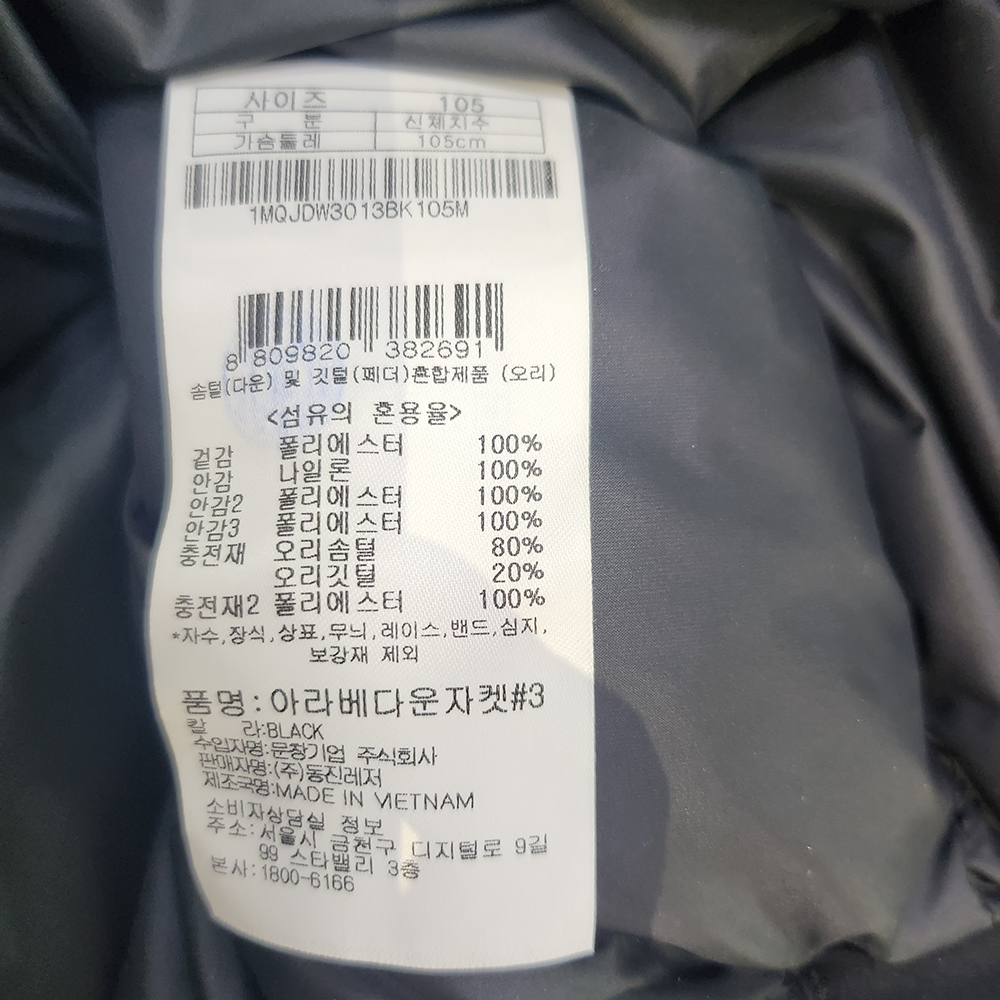 사이즈 105
구 분 신체치수
가슴둘레 105cm
1MQJDW3013BK105M
8 809820 382691
솜털(다운) 및 깃털(페더)혼합제품 (오리)
<섬유의 혼용율>
겉감 폴리에스터 100%
안감 나일론 100%
안감2 폴리에스터 100%
안감3 폴리에스터 100%
충전재 오리솜털 80%
오리깃털 20%
충전재2 폴리에스터 100%
*자수,장식,상표,무늬,레이스,밴드,심지,
보강재 제외
품명:아라베다운자켓#3
칼 라:BLACK
수입자명:문창기업 주식회사
판매자명:(주)동진레저
제조국명:MADE IN VIETNAM
소비자상담실 정보
주소:서울시 금천구 디지털로 9길
99 스타밸리 3층
본사:1800-6166